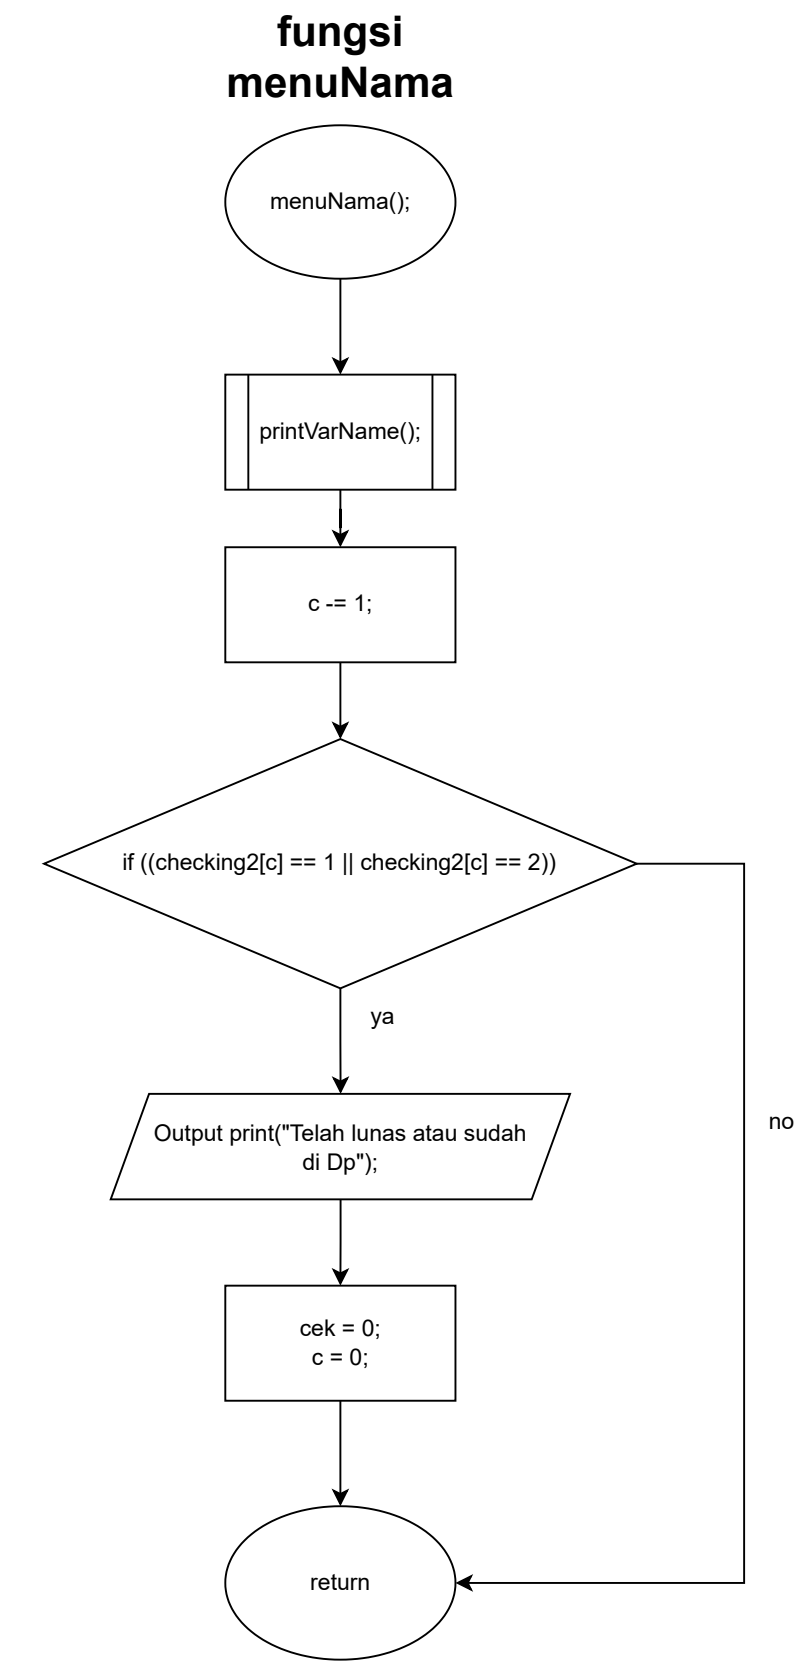 fungsi
menuNama
menuNama();
printVarName();
c -= 1;
if ((checking2[c] == 1 || checking2[c] == 2))
ya
no
Output print("Telah lunas atau sudah
di Dp");
cek = 0;
c = 0;
return